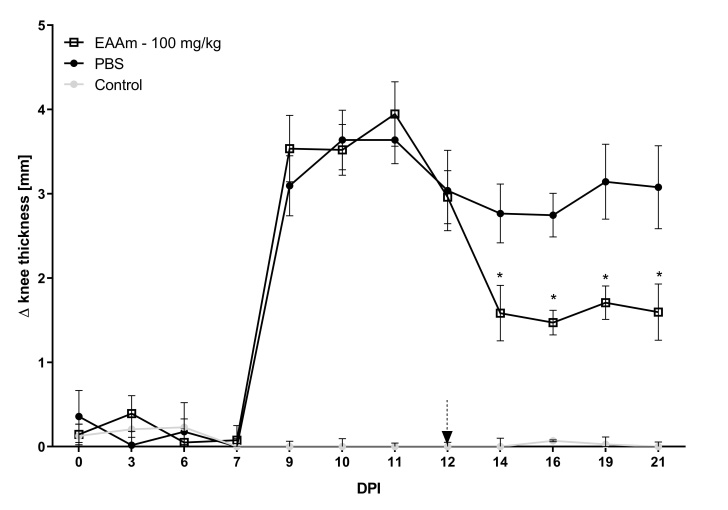 5
EAAm - 100 mg/kg
PBS
Control
4
3
2
1
0
Δ knee thickness [mm]
* * * *
0 3 6 7 9 10 11 12 14 16 19 21
DPI